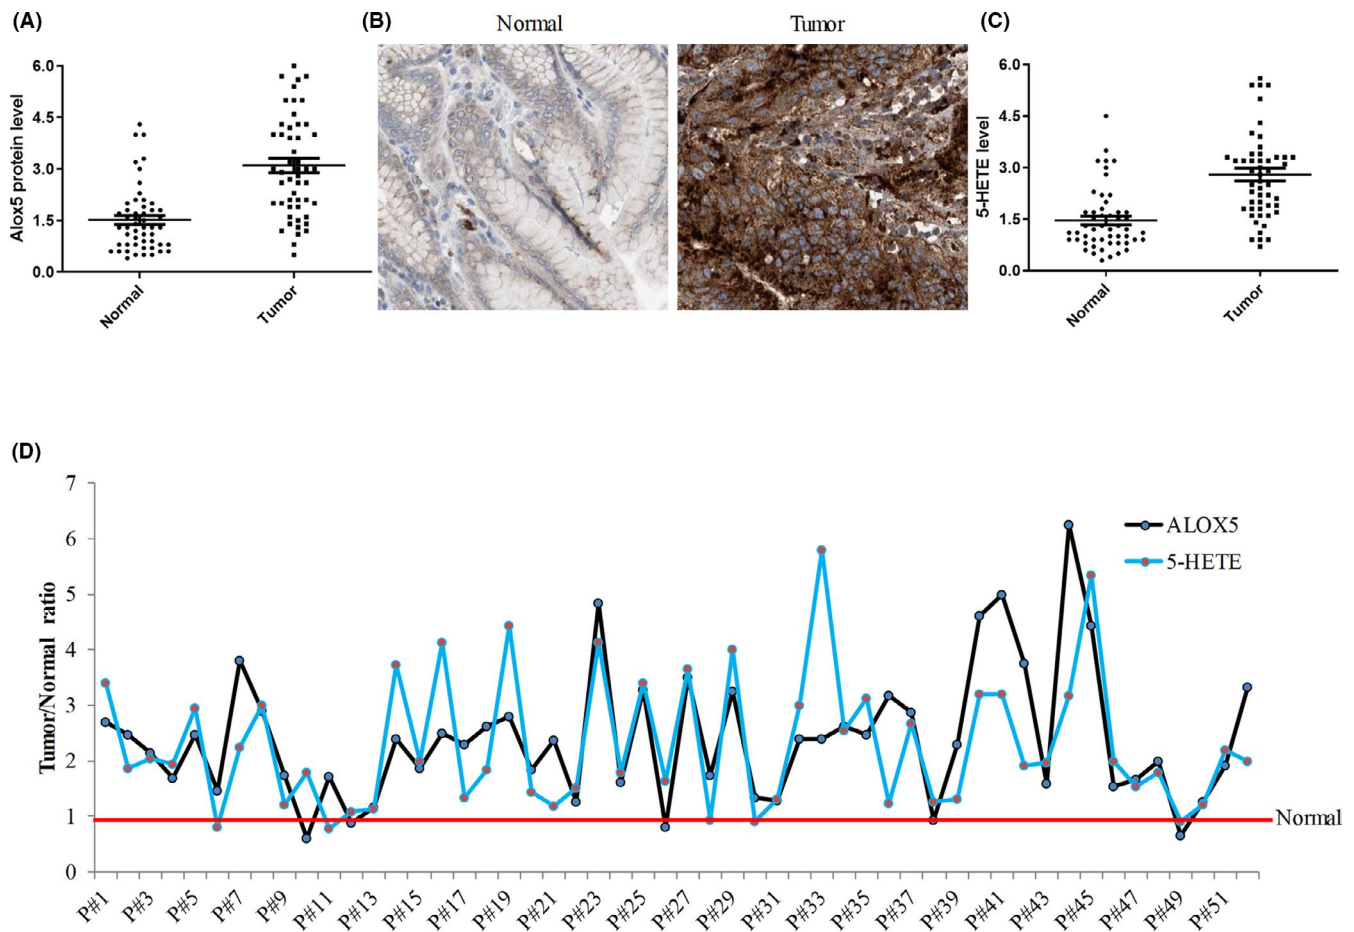 (A)
6.0
4.5
3.0
1.5
0.0
Alox5 protein level
Normal
Tumor
(B)
Normal
Tumor
(C)
6.0
4.5
3.0
1.5
0.0
5-HETE level
Normal
Tumor
(D)
7
6
5
4
3
2
1
0
Tumor/Normal ratio
ALOX5
5-HETE
Normal
P#1
P#3
P#5
P#7
P#9
P#11
P#13
P#15
P#17
P#19
P#21
P#23
P#25
P#27
P#29
P#31
P#33
P#35
P#37
P#39
P#41
P#43
P#45
P#47
P#49
P#51